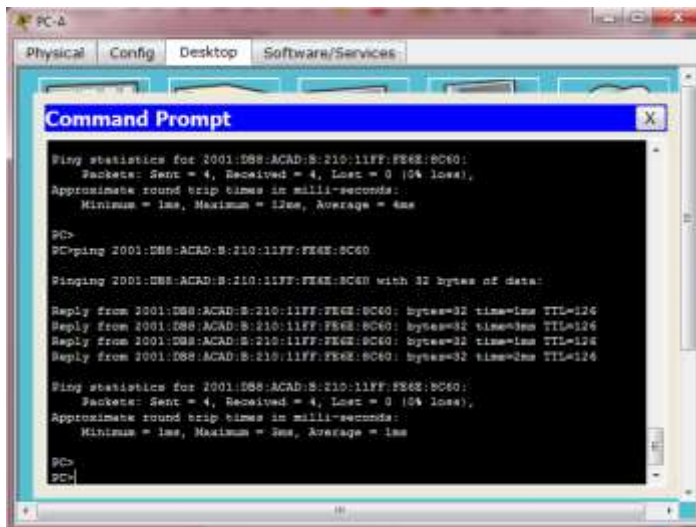 PC-A
Physical Config Desktop Software/Services
Command Prompt
X
Ping statistics for 2001:DB8:ACAD:B:210:11FF:FE6E:8C60:
Packets: Sent = 4, Received = 4, Lost = 0 (0% loss),
Approximate round trip times in milli-seconds:
Minimum = 1ms, Maximum = 12ms, Average = 4ms
PC>
PC>ping 2001:DB8:ACAD:B:210:11FF:FE6E:8C60
Pinging 2001:DB8:ACAD:B:210:11FF:FE6E:8C60 with 32 bytes of data:
Reply from 2001:DB8:ACAD:B:210:11FF:FE6E:8C60: bytes=32 time=1ms TTL=126
Reply from 2001:DB8:ACAD:B:210:11FF:FE6E:8C60: bytes=32 time=3ms TTL=126
Reply from 2001:DB8:ACAD:B:210:11FF:FE6E:8C60: bytes=32 time=1ms TTL=126
Reply from 2001:DB8:ACAD:B:210:11FF:FE6E:8C60: bytes=32 time=2ms TTL=126
Ping statistics for 2001:DB8:ACAD:B:210:11FF:FE6E:8C60:
Packets: Sent = 4, Received = 4, Lost = 0 (0% loss),
Approximate round trip times in milli-seconds:
Minimum = 1ms, Maximum = 3ms, Average = 1ms
PC>
PC>